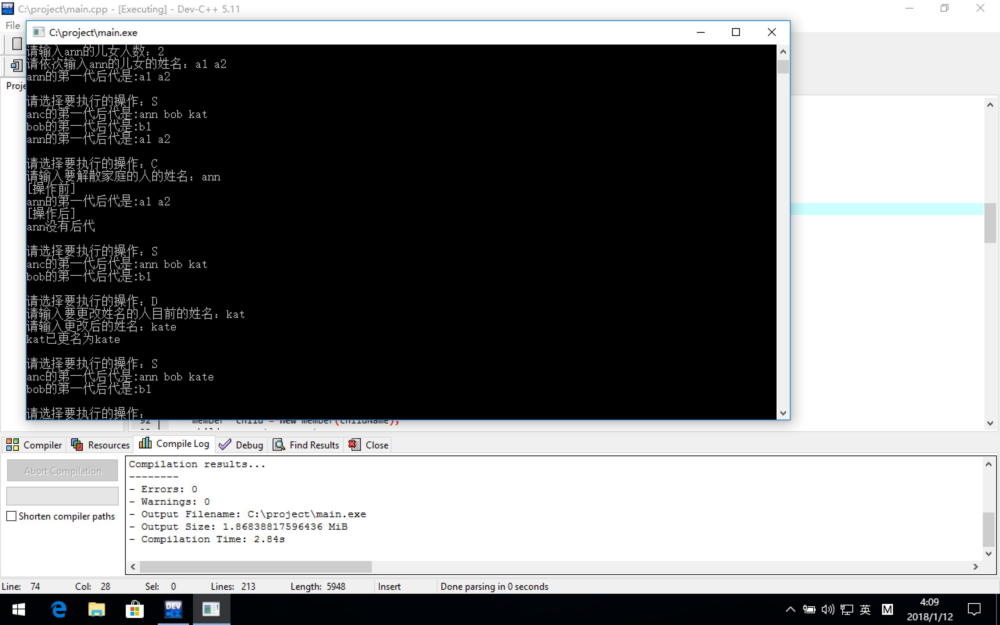 C:\project\main.cpp - [Executing] - Dev-C++ 5.11
File
C:\project\main.exe
Proje
请输入ann的儿女人数：2
请依次输入ann的儿女的姓名：a1 a2
ann的第一代后代是:a1 a2
请选择要执行的操作：S
anc的第一代后代是:ann bob kat
bob的第一代后代是:b1
ann的第一代后代是:a1 a2
请选择要执行的操作：C
请输入要解散家庭的人的姓名：ann
[操作前]
ann的第一代后代是:a1 a2
[操作后]
ann没有后代
请选择要执行的操作：S
anc的第一代后代是:ann bob kat
bob的第一代后代是:b1
请选择要执行的操作：D
请输入要更改姓名的人目前的姓名：kat
请输入更改后的姓名：kate
kat已更名为kate
请选择要执行的操作：S
anc的第一代后代是:ann bob kate
bob的第一代后代是:b1
请选择要执行的操作：
92 member child = new member(childName);
Compiler Resources Compile Log Debug Find Results Close
Abort Compilation
Shorten compiler paths
Compilation results...
--------
- Errors: 0
- Warnings: 0
- Output Filename: C:\project\main.exe
- Output Size: 1.86838817596436 MiB
- Compilation Time: 2.84s
Line: 74 Col: 28 Sel: 0 Lines: 213 Length: 5948 Insert Done parsing in 0 seconds
DEV C++
英 M
4:09
2018/1/12